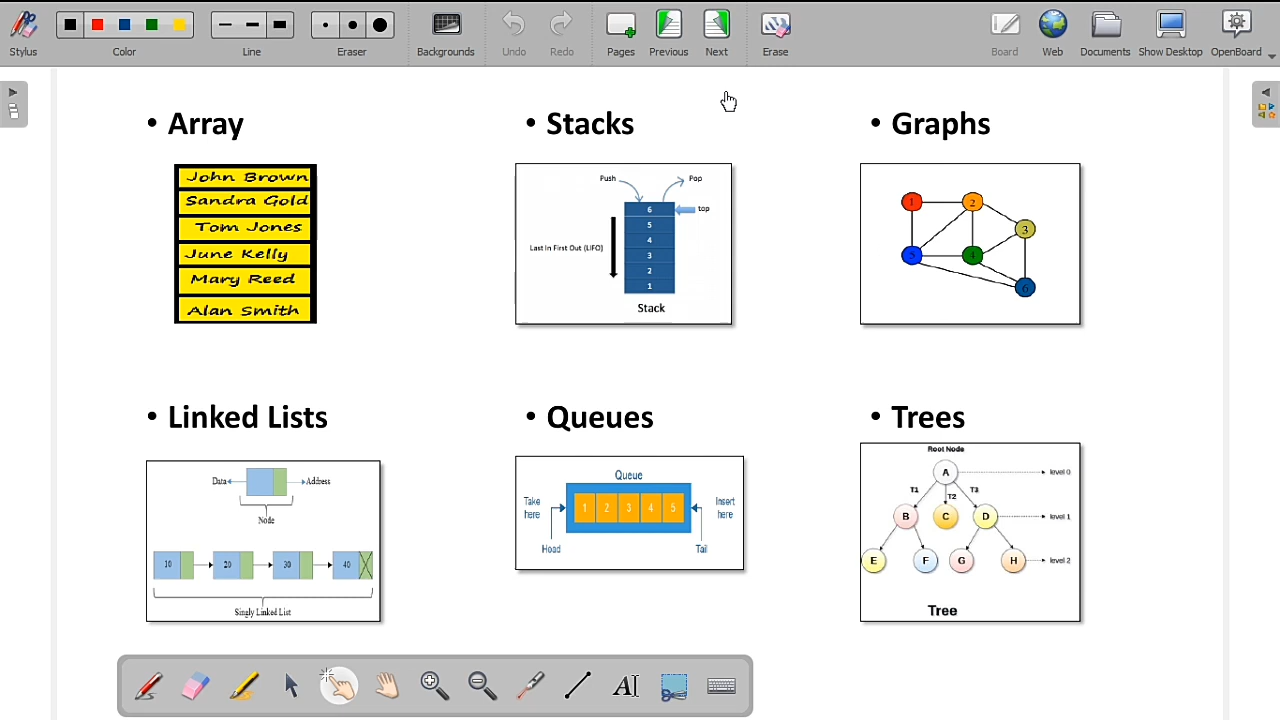 Stylus
Color
Line
Eraser
Backgrounds
Undo
Redo
Pages
Previous
Next
Erase
Board
Web
Documents
Show Desktop
OpenBoard
• Array
John Brown
Sandra Gold
Tom Jones
June Kelly
Mary Reed
Alan Smith
• Stacks
Push
Pop
6
top
5
4
Last In First Out (LIFO)
3
2
1
Stack
• Graphs
1
2
3
5
4
6
• Linked Lists
Data
Address
Node
10
20
30
40
Singly Linked List
• Queues
Queue
Take
here
1 2 3 4 5
Insert
here
Head
Tail
• Trees
Root Node
A
level 0
T1
T2
T3
B
C
D
level 1
E
F
G
H
level 2
Tree
AI